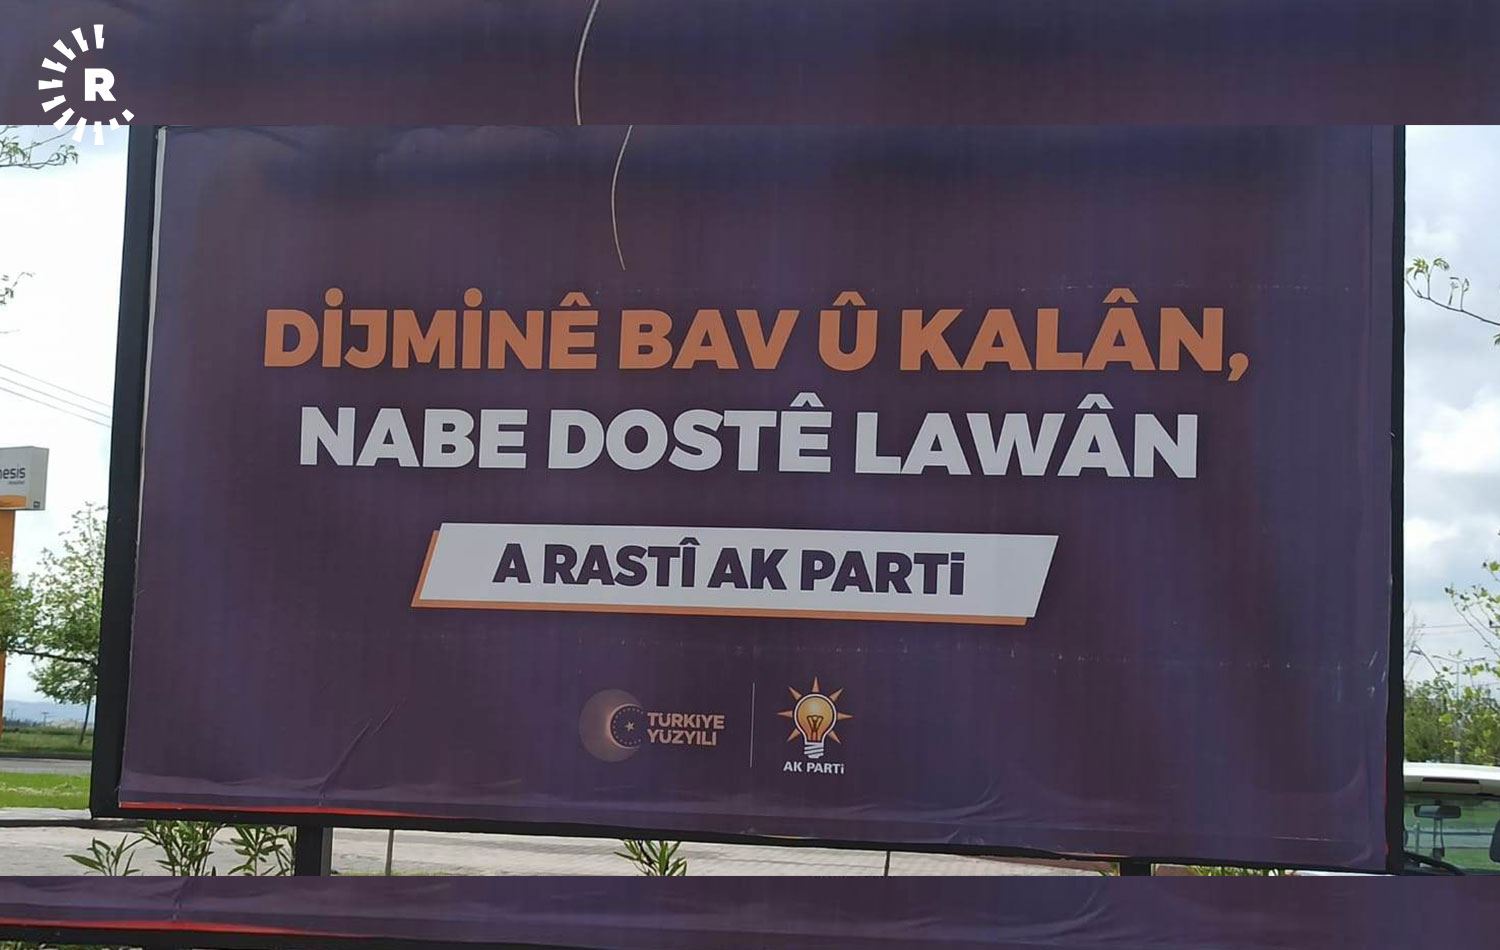 R
DİJMİNÊ BAV Û KALÂN,
NABE DOSTÊ LAWÂN
A RASTÎ AK PARTİ
TÜRKİYE
YÜZYILI
AK PARTİ